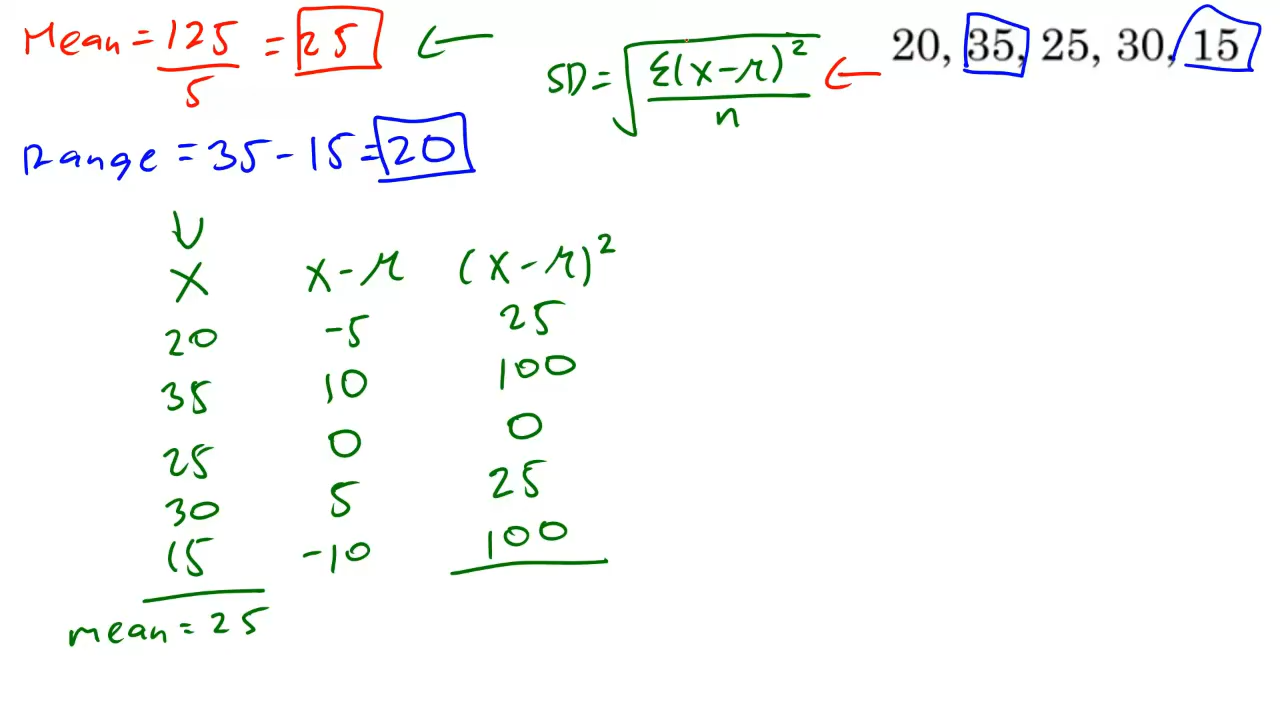 Mean = 125/5 = 25
20, 35, 25, 30, 15
SD = √(Σ(x-μ)²/n)
Range = 35 - 15 = 20
x x-μ (x-μ)²
20 -5 25
35 10 100
25 0 0
30 5 25
15 -10 100
mean = 25